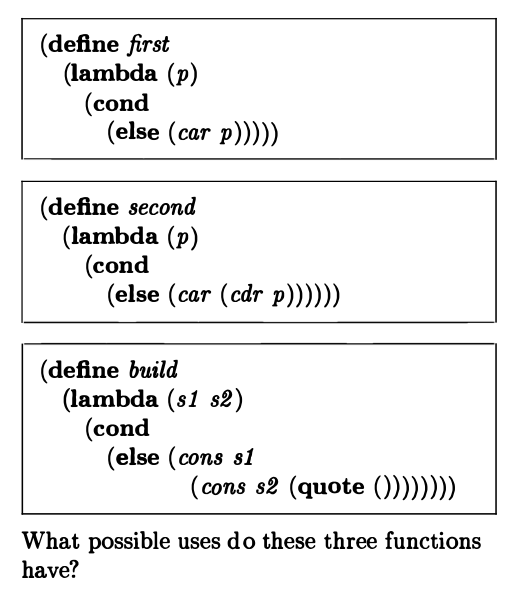 (define first
(lambda (p)
(cond
(else (car p)))))
(define second
(lambda (p)
(cond
(else (car (cdr p))))))
(define build
(lambda (s1 s2)
(cond
(else (cons s1
(cons s2 (quote ())))))))
What possible uses do these three functions
have?